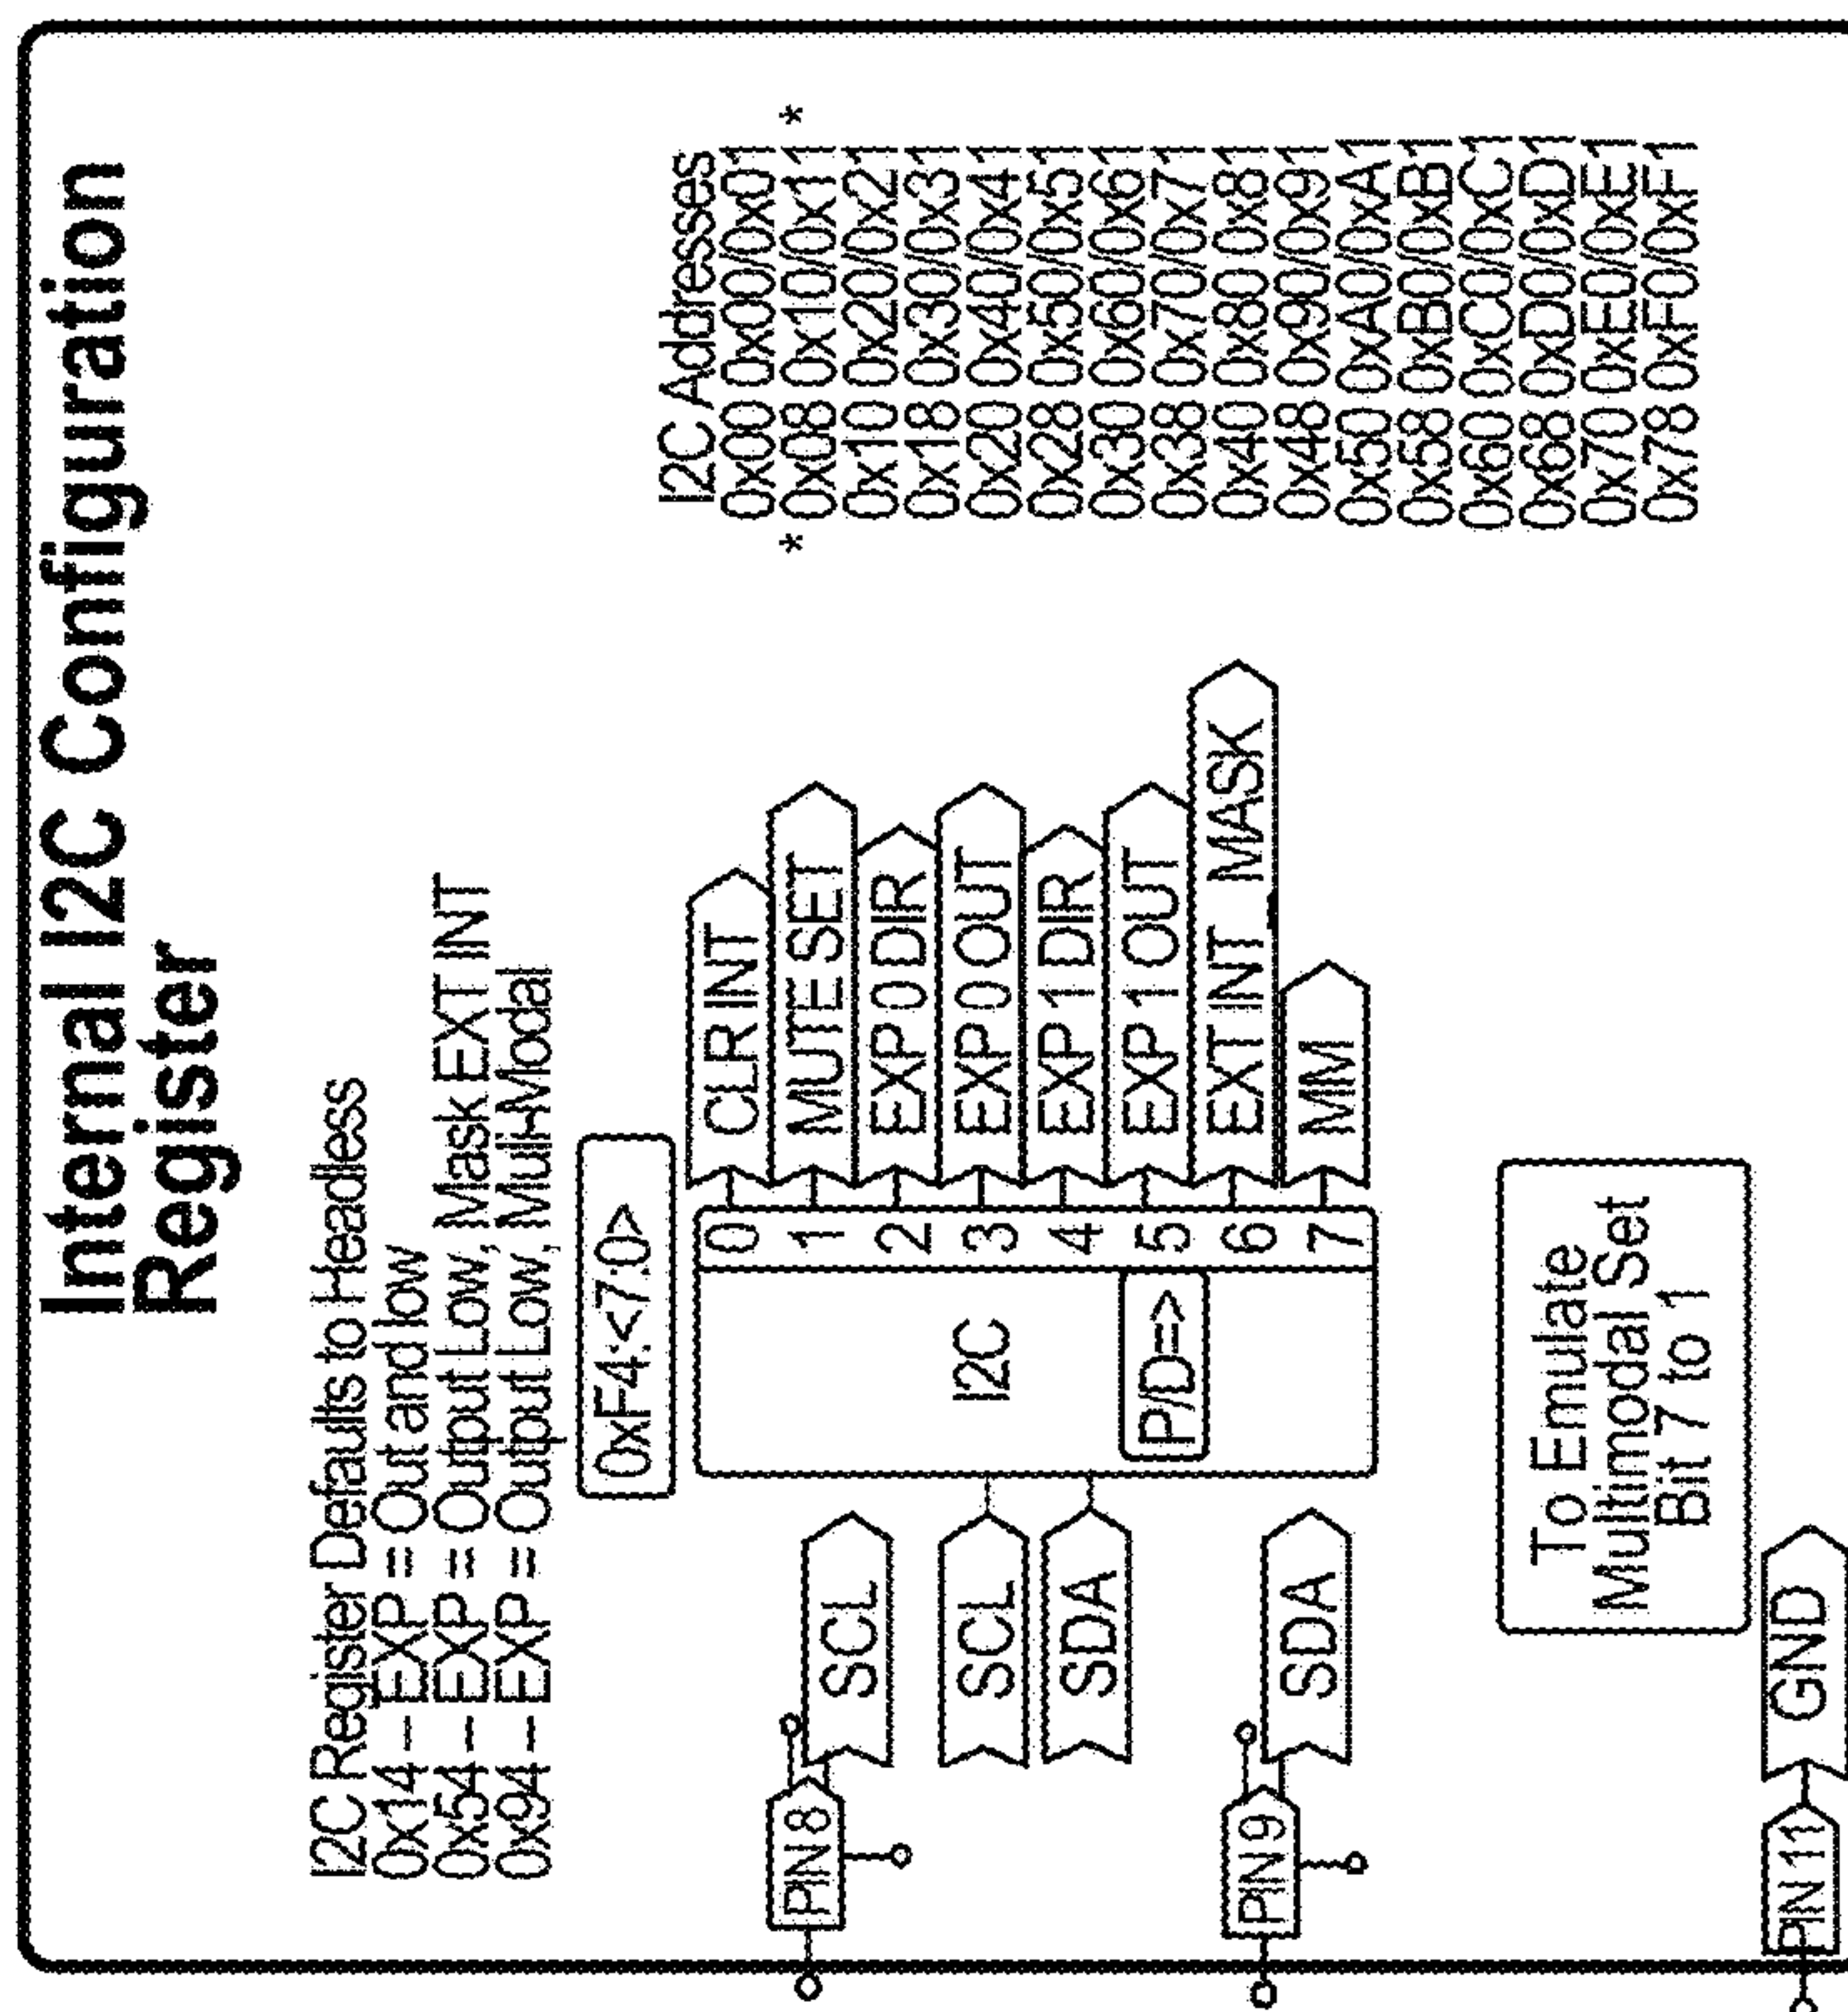 Internal I2C Configuration
Register
I2C Register Defaults to Headless
0x14 – EXP = Out and low
0x54 – EXP = Output Low, Mask EXT INT
0x94 – EXP = Output Low, Muli-Modal
0xF4:<7:0>
I2C
P/D=>
0
1
2
3
4
5
6
7
CLR INT
MUTE SET
EXP 0 DIR
EXP 0 OUT
EXP 1 DIR
EXP 1 OUT
EXT INT_MASK
MM
PIN 8
SCL
SCL
SDA
PIN 9
SDA
PIN 11
GND
To Emulate
Multimodal Set
Bit 7 to 1
I2C Addresses
0x00 0x00/0x01
* 0x08 0x10/0x11 *
0x10 0x20/0x21
0x18 0x30/0x31
0x20 0x40/0x41
0x28 0x50/0x51
0x30 0x60/0x61
0x38 0x70/0x71
0x40 0x80/0x81
0x48 0x90/0x91
0x50 0xA0/0xA1
0x58 0xB0/0xB1
0x60 0xC0/0xC1
0x68 0xD0/0xD1
0x70 0xE0/0xE1
0x78 0xF0/0xF1